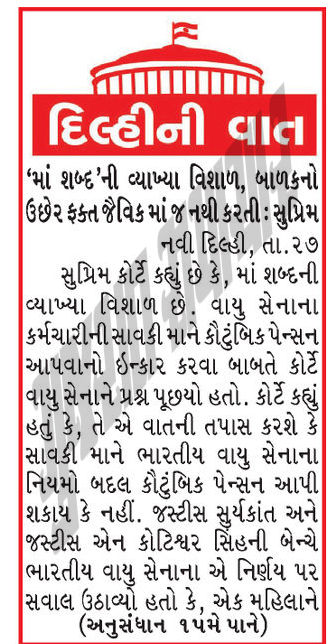 દિલ્હીની વાત
‘માં શબ્દ’ની વ્યાખ્યા વિશાળ, બાળકનો
ઉછેર ફક્ત જૈવિક માં જ નથી કરતી : સુપ્રિમ
નવી દિલ્હી, તા.૨૭
સુપ્રિમ કોર્ટે કહ્યું છે કે, માં શબ્દની
વ્યાખ્યા વિશાળ છે. વાયુ સેનાના
કર્મચારીની સાવકી માને કૌટુંબિક પેન્સન
આપવાનો ઇન્કાર કરવા બાબતે કોર્ટે
વાયુ સેનાને પ્રશ્ન પૂછયો હતો. કોર્ટે કહ્યું
હતું કે, તે એ વાતની તપાસ કરશે કે
સાવકી માને ભારતીય વાયુ સેનાના
નિયમો બદલ કૌટુંબિક પેન્સન આપી
શકાય કે નહીં. જસ્ટીસ સુર્યકાંત અને
જસ્ટીસ એન કોટિશ્વર સિંહની બેન્ચે
ભારતીય વાયુ સેનાના એ નિર્ણય પર
સવાલ ઉઠાવ્યો હતો કે, એક મહિલાને
(અનુસંધાન ૧૫મે પાને)